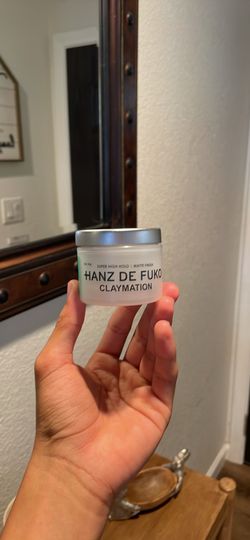 SUPER HIGH HOLD | MATTE FINISH
HANZ DE FUKO
CLAYMATION